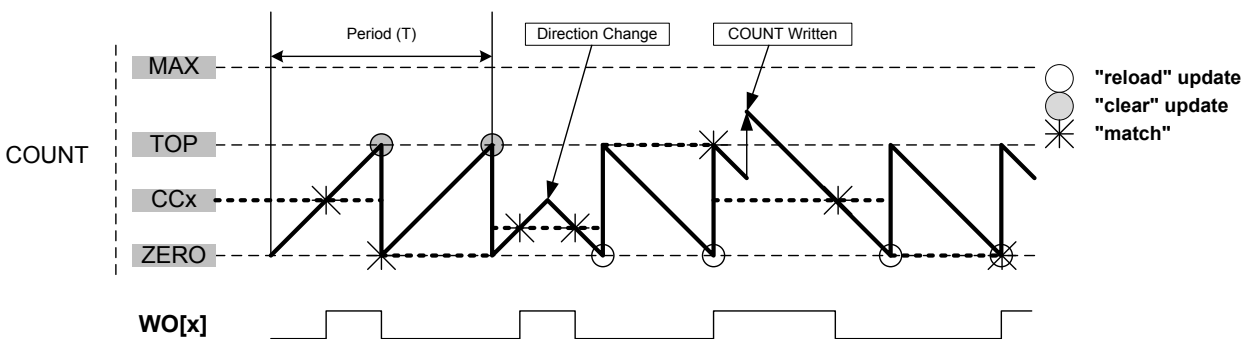 Period (T)
Direction Change
COUNT Written
MAX
"reload" update
"clear" update
TOP
"match"
COUNT
CCx
ZERO
WO[x]